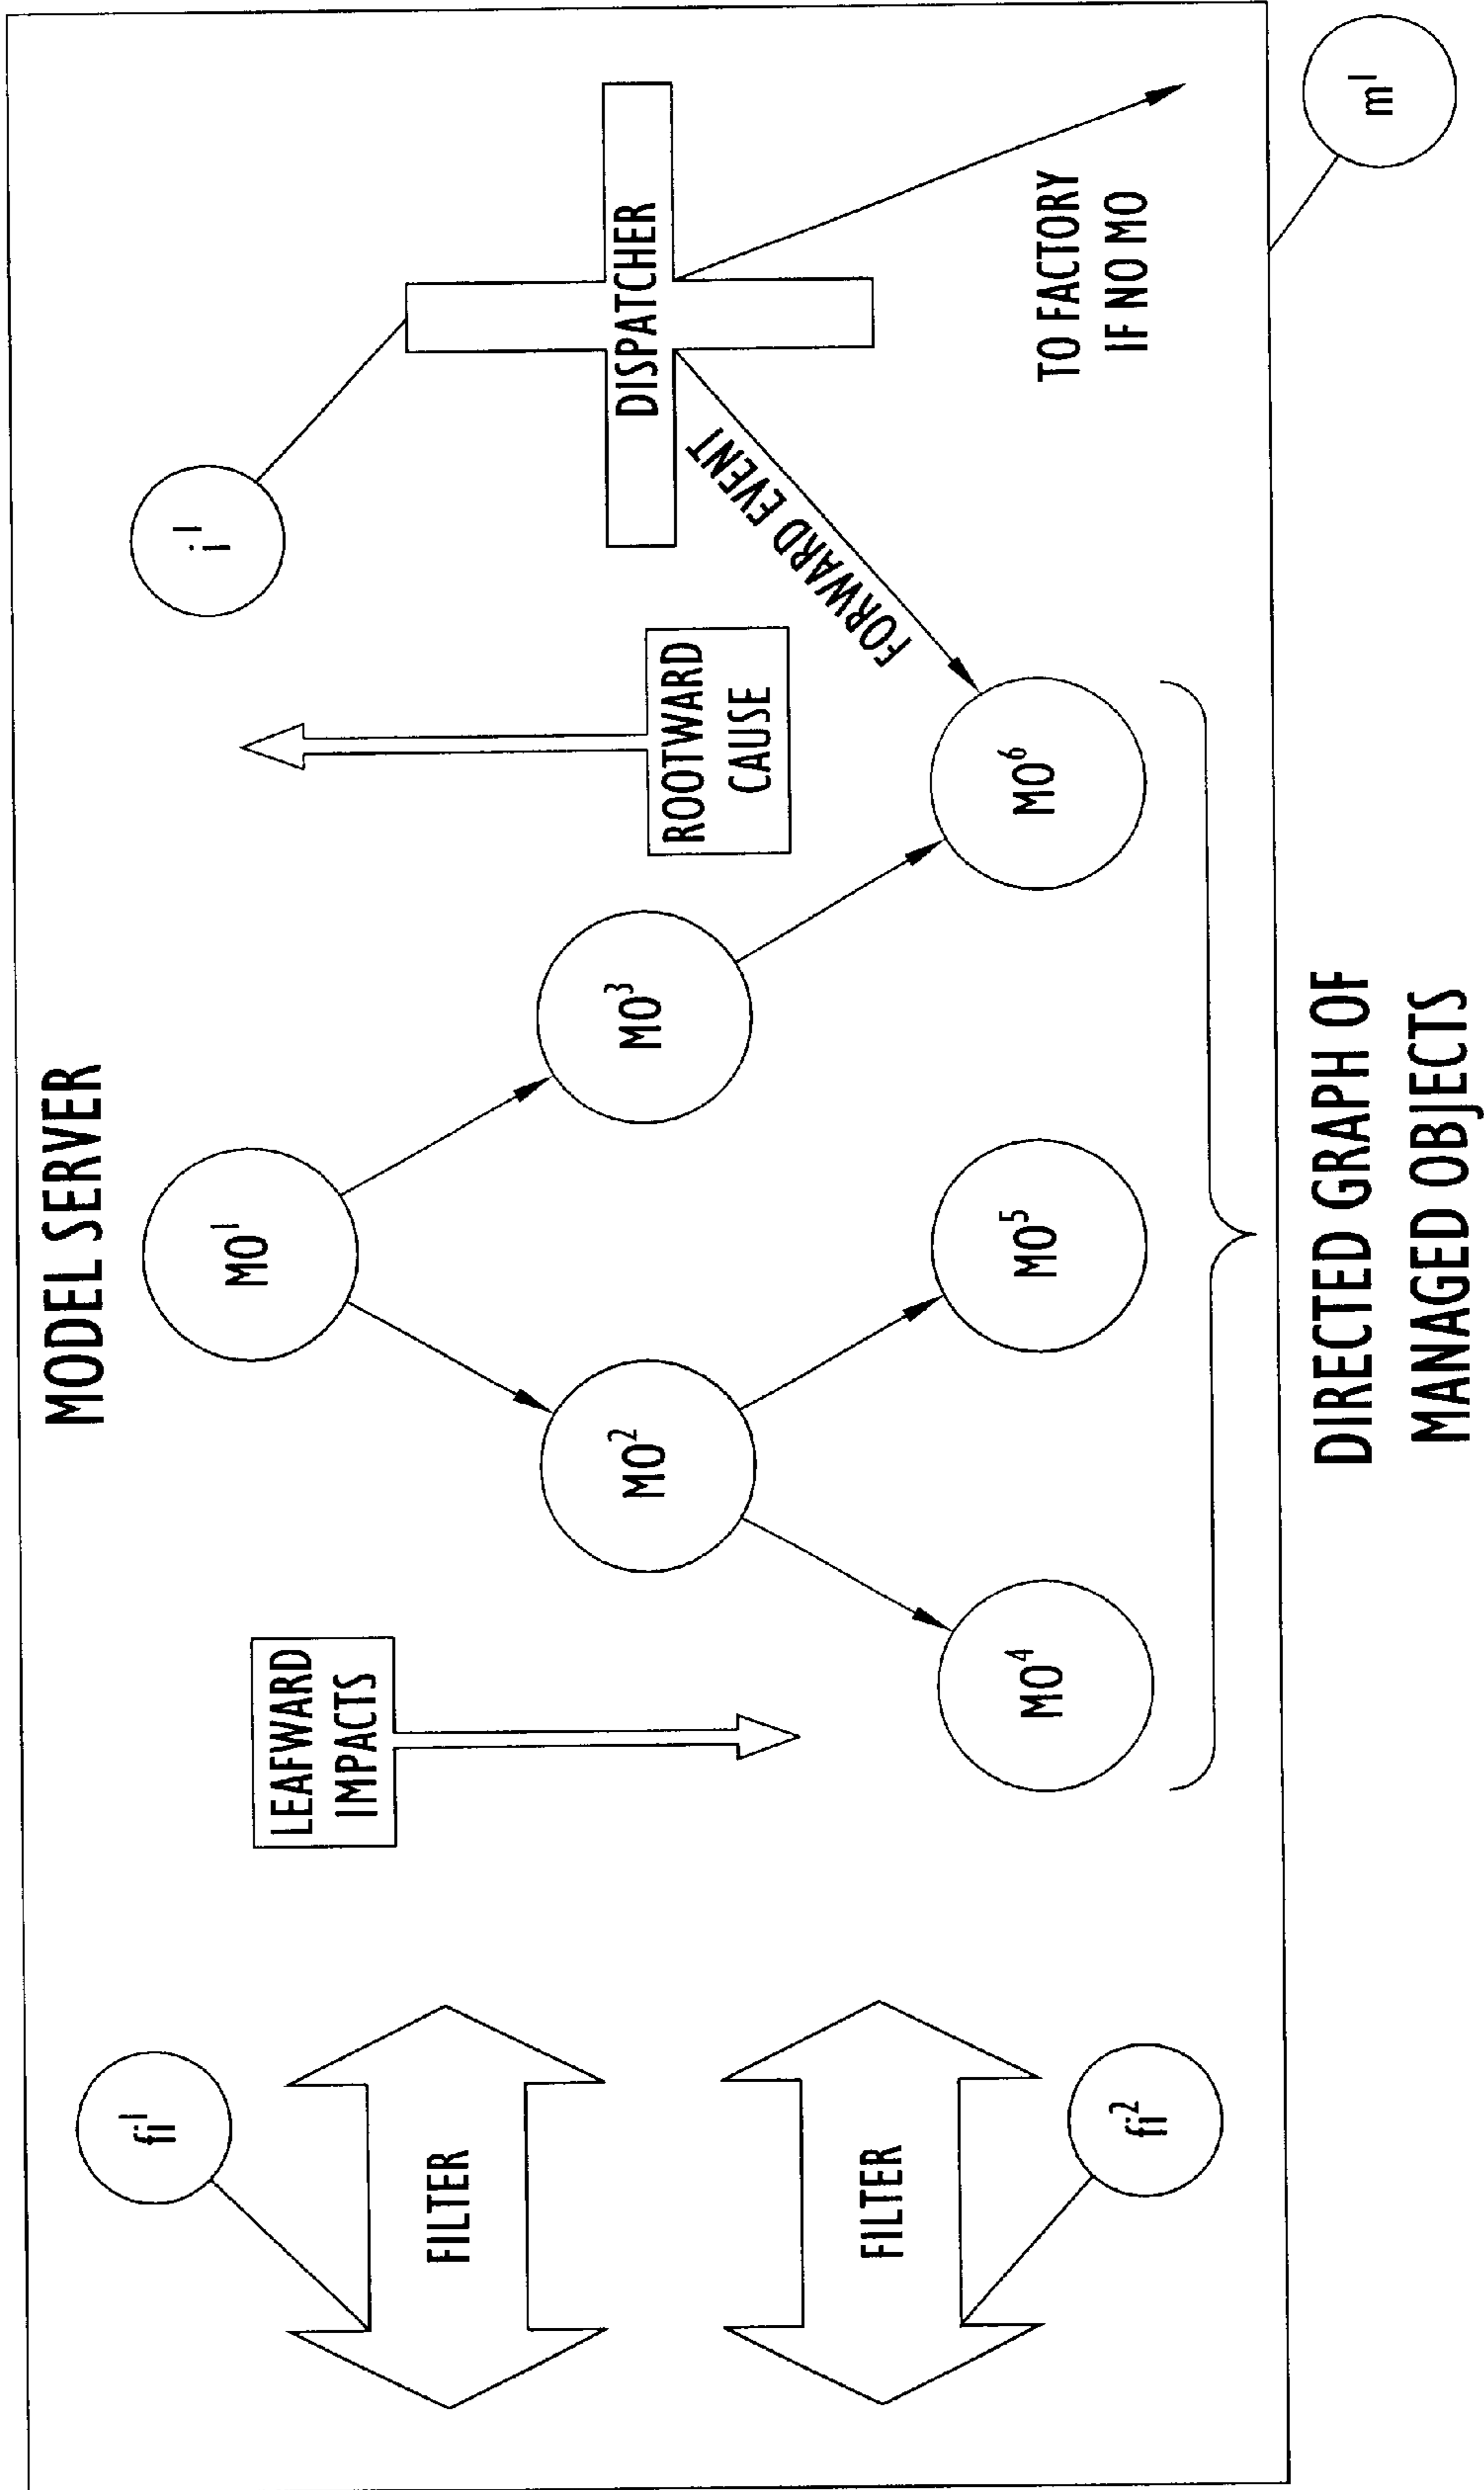 MODEL SERVER
fi¹
FILTER
FILTER
fi²
LEAFWARD
IMPACTS
MO¹
MO²
MO³
MO⁴
MO⁵
MO⁶
ROOTWARD
CAUSE
i¹
DISPATCHER
FORWARD EVENT
TO FACTORY
IF NO MO
m¹
DIRECTED GRAPH OF
MANAGED OBJECTS